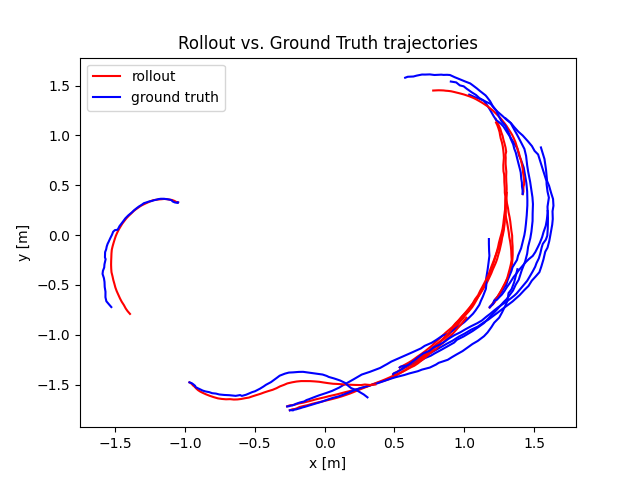 Rollout vs. Ground Truth trajectories
rollout
ground truth
1.5
1.0
0.5
0.0
−0.5
−1.0
−1.5
y [m]
−1.5 −1.0 −0.5 0.0 0.5 1.0 1.5
x [m]